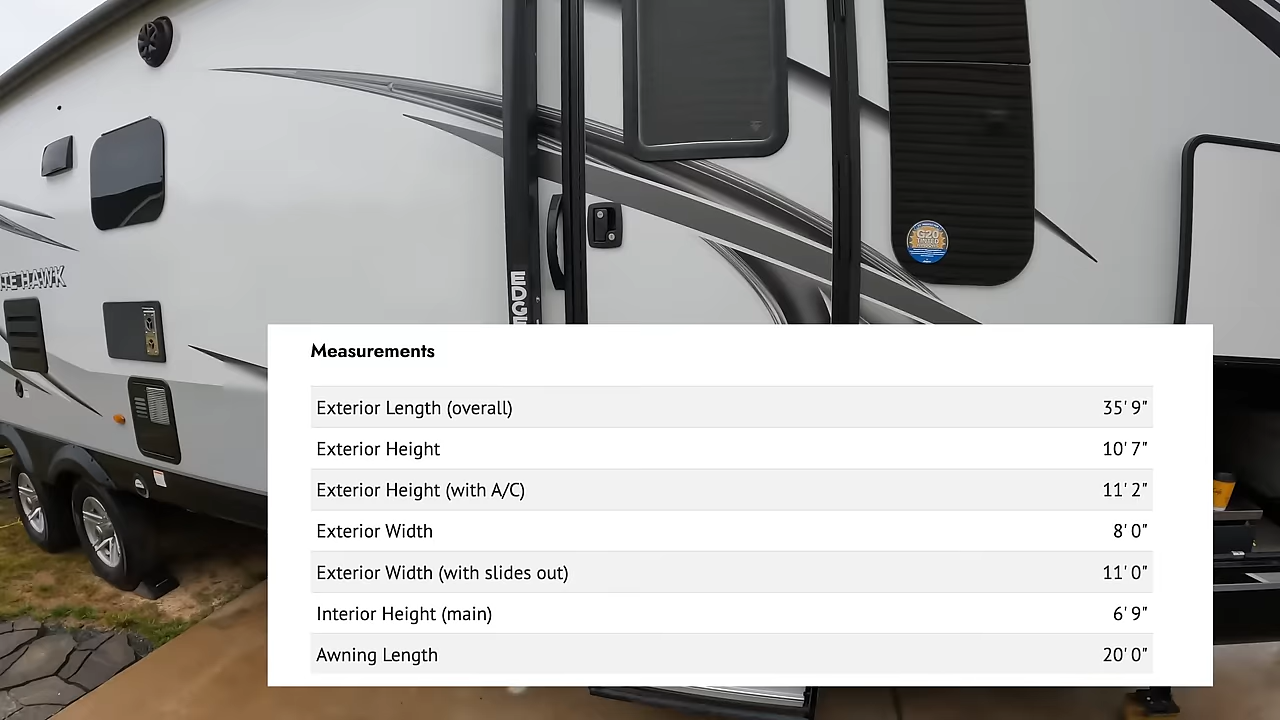 TE HAWK
EDGE
G20
TINTED
Measurements
Exterior Length (overall) 35' 9"
Exterior Height 10' 7"
Exterior Height (with A/C) 11' 2"
Exterior Width 8' 0"
Exterior Width (with slides out) 11' 0"
Interior Height (main) 6' 9"
Awning Length 20' 0"